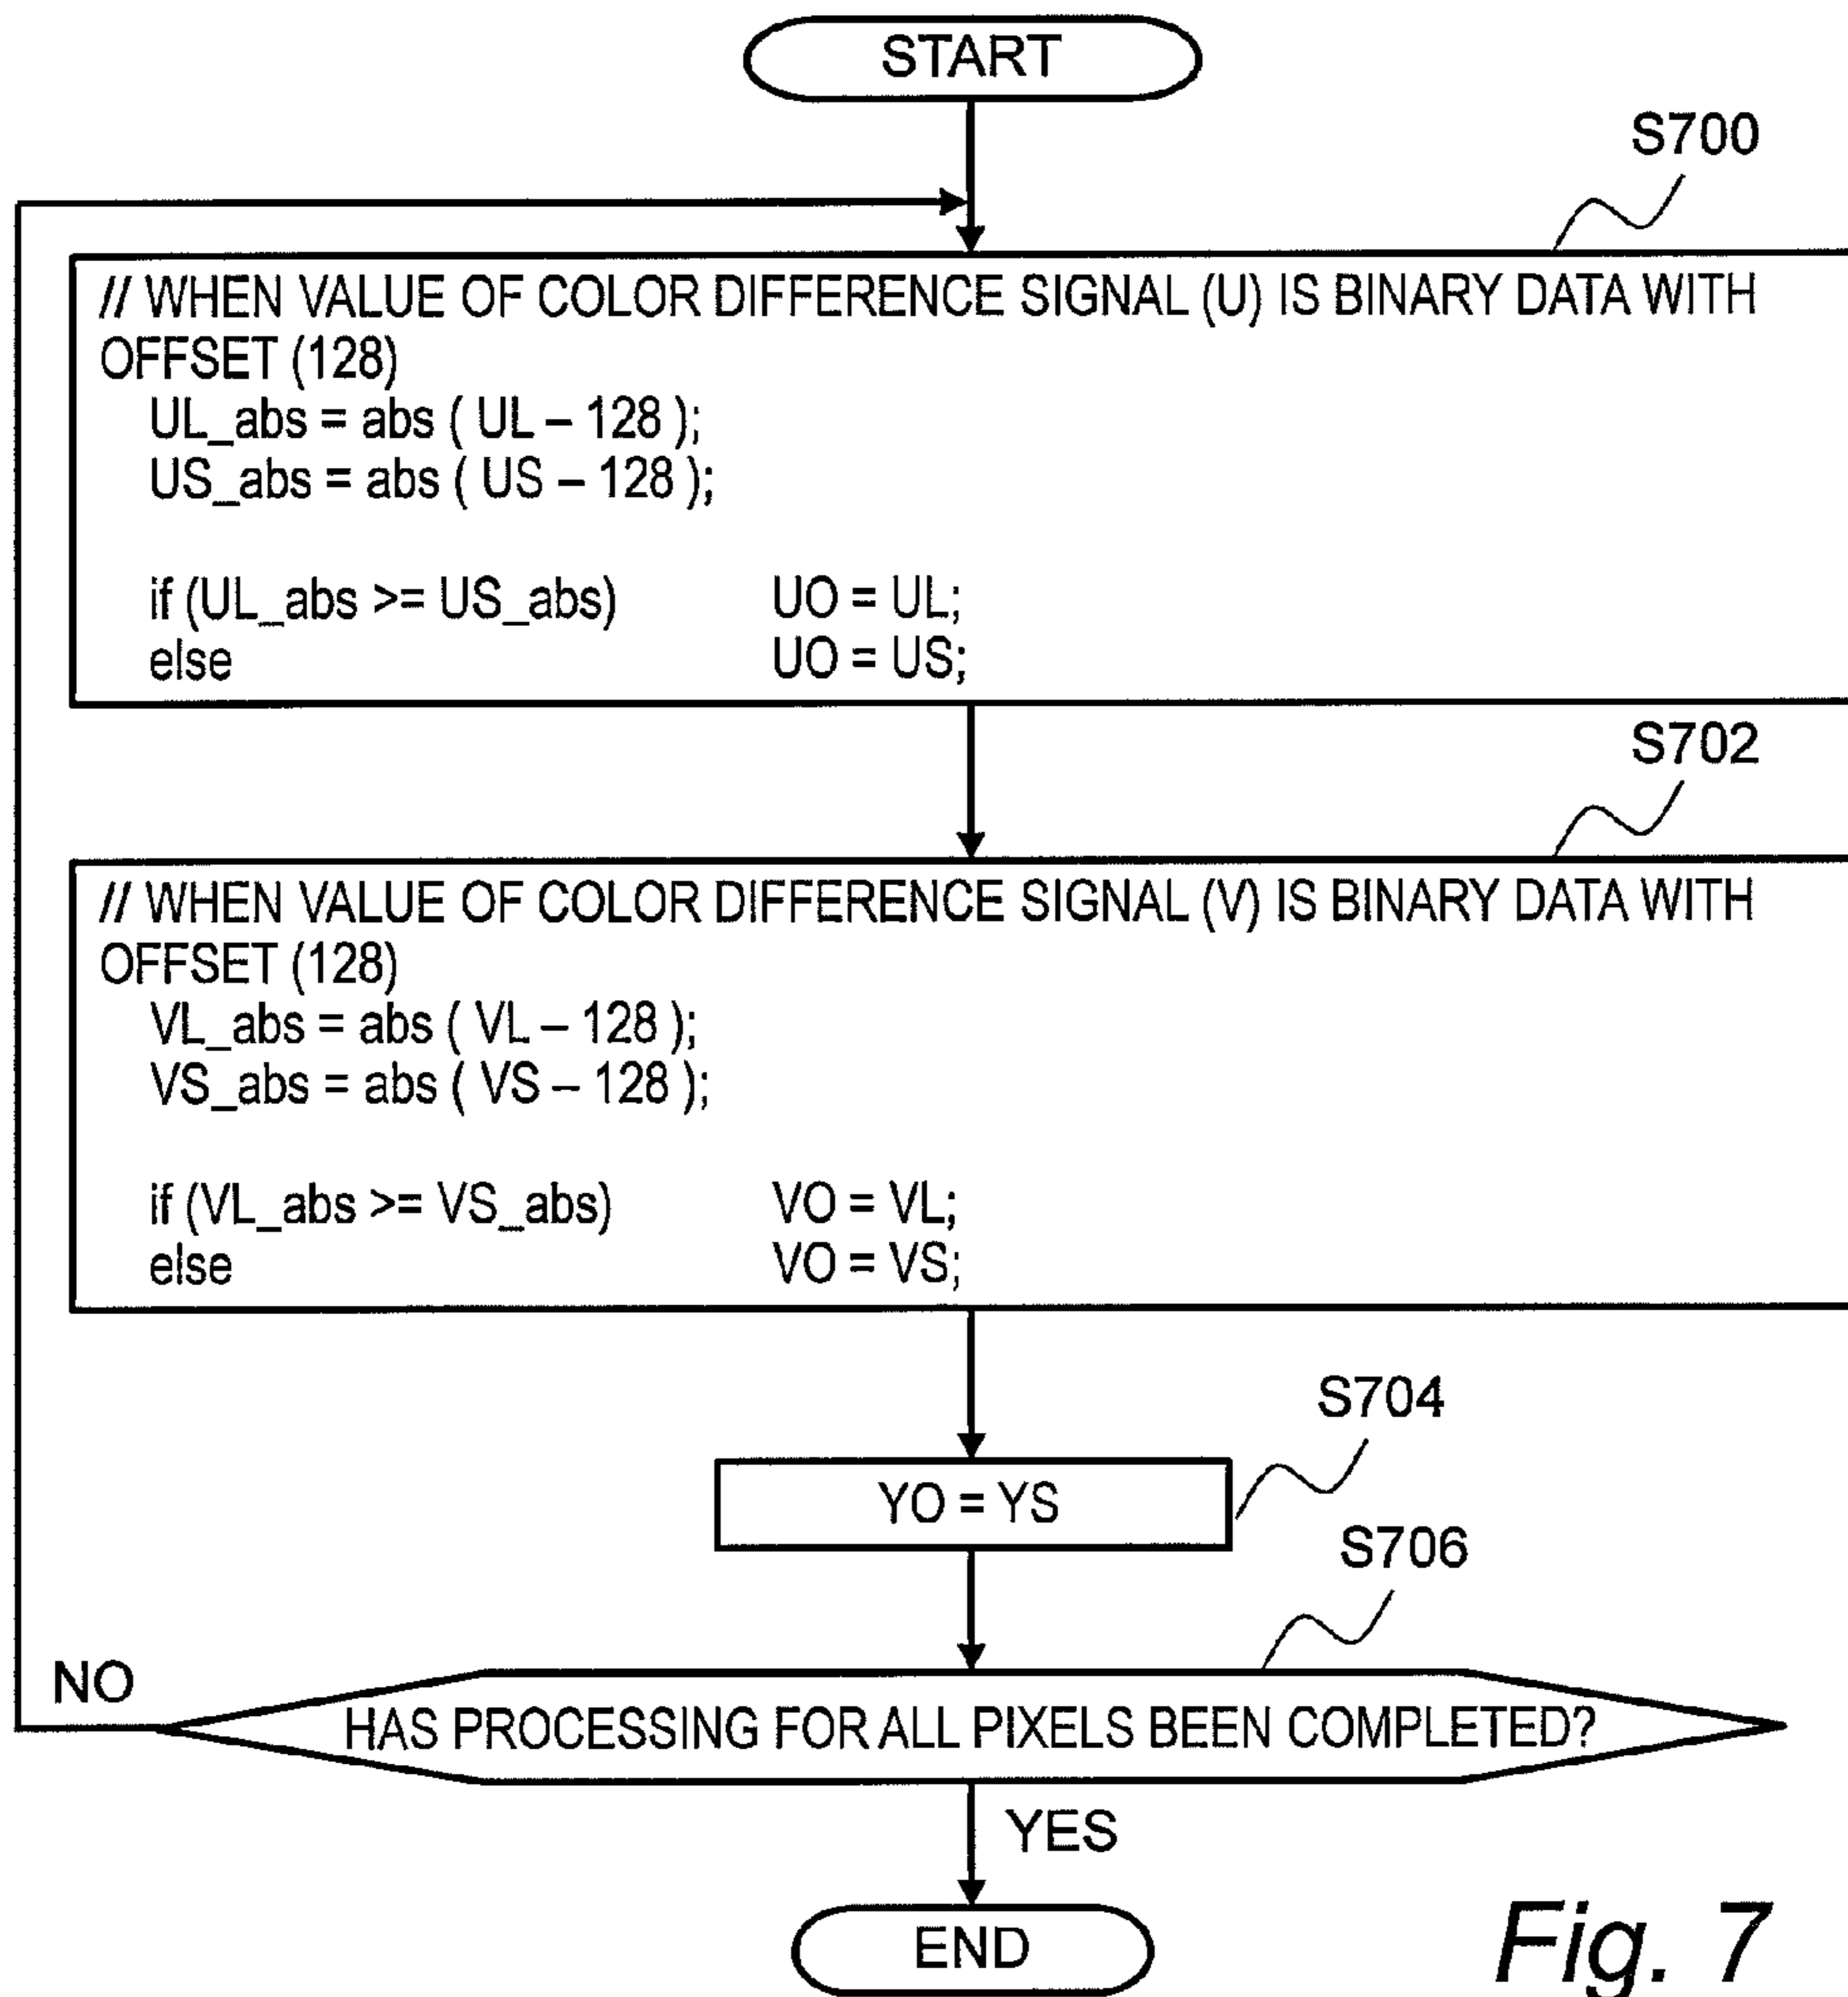 START
S700
// WHEN VALUE OF COLOR DIFFERENCE SIGNAL (U) IS BINARY DATA WITH
OFFSET (128)
UL_abs = abs ( UL – 128 );
US_abs = abs ( US – 128 );
if (UL_abs >= US_abs) UO = UL;
else UO = US;
S702
// WHEN VALUE OF COLOR DIFFERENCE SIGNAL (V) IS BINARY DATA WITH
OFFSET (128)
VL_abs = abs ( VL – 128 );
VS_abs = abs ( VS – 128 );
if (VL_abs >= VS_abs) VO = VL;
else VO = VS;
S704
YO = YS
S706
NO
HAS PROCESSING FOR ALL PIXELS BEEN COMPLETED?
YES
END
Fig. 7